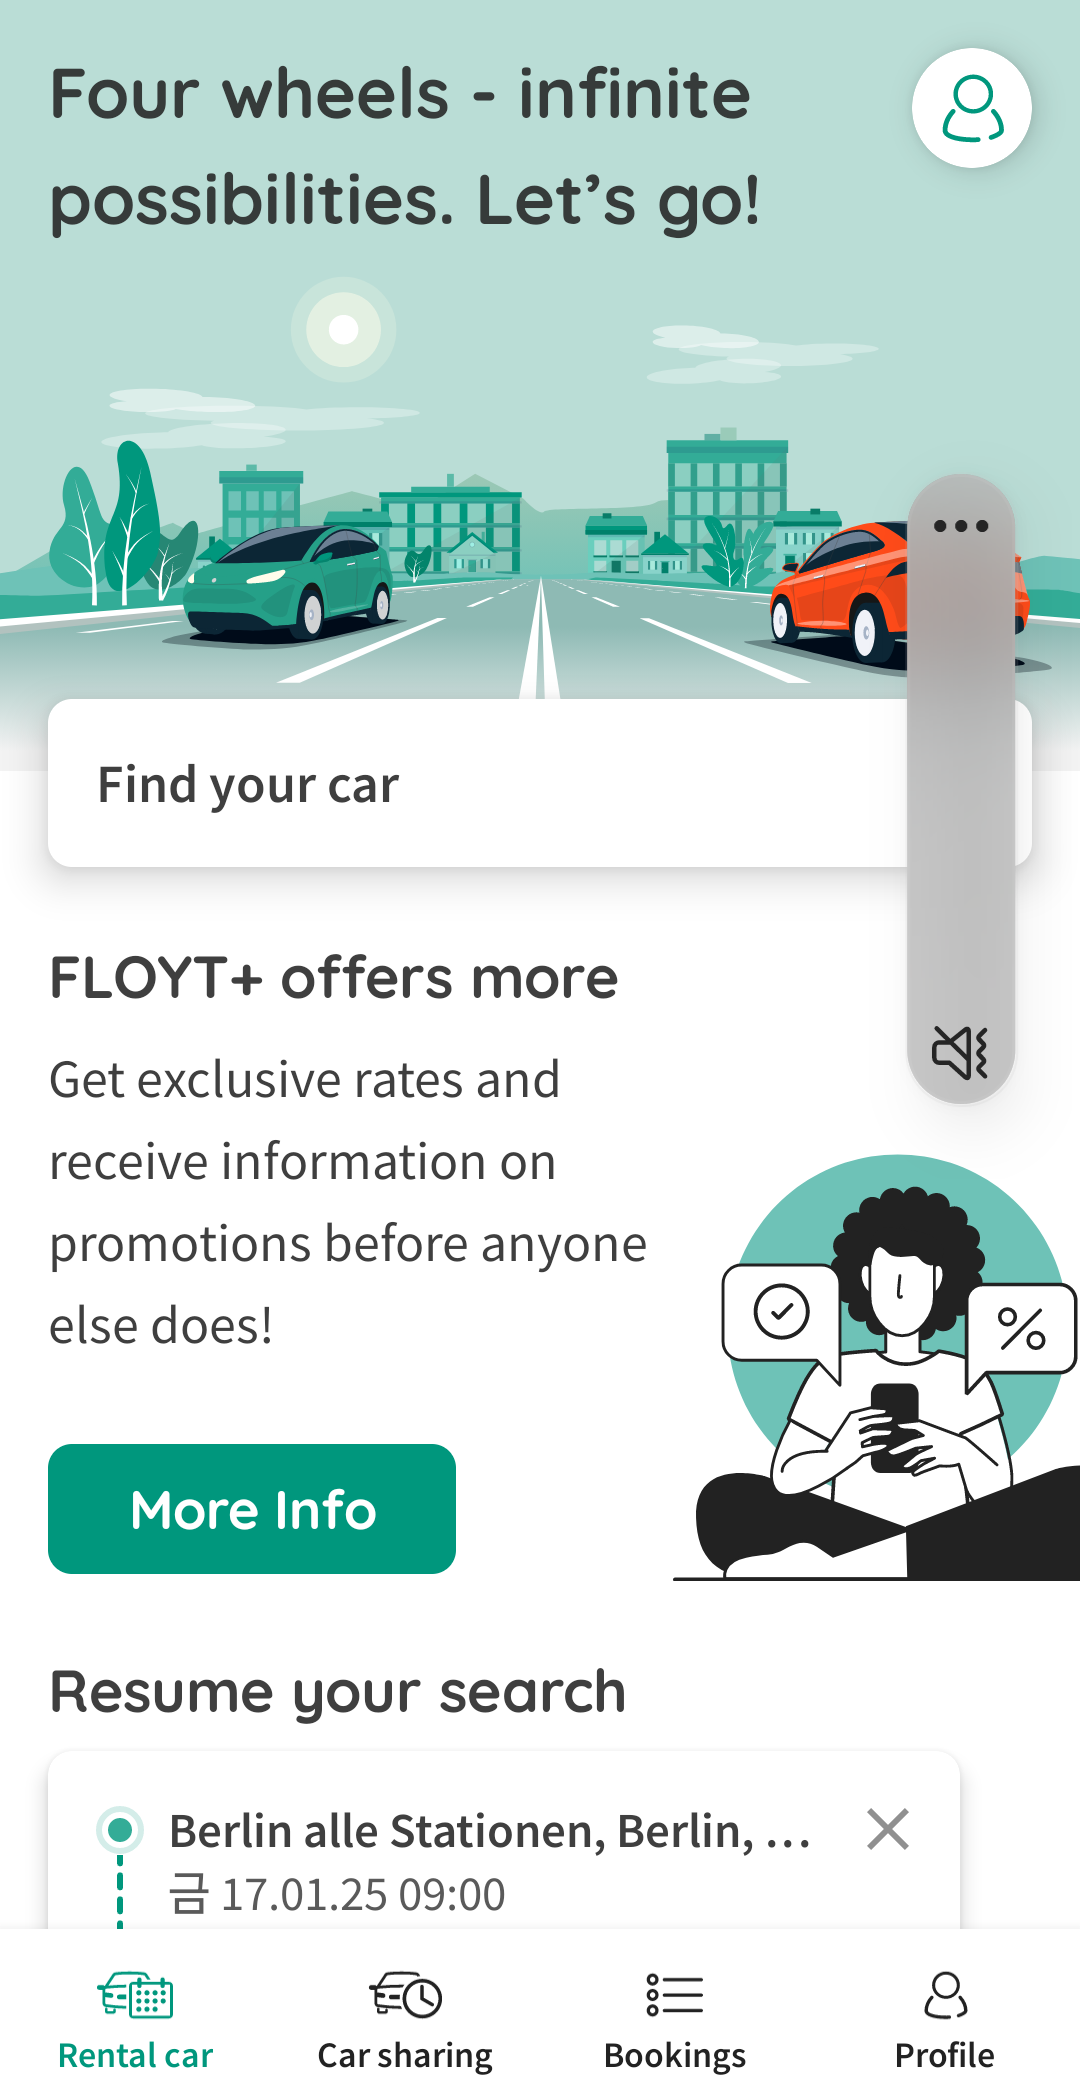 Four wheels - infinite
possibilities. Let’s go!
Find your car
FLOYT+ offers more
Get exclusive rates and
receive information on
promotions before anyone
else does!
More Info
Resume your search
Berlin alle Stationen, Berlin, ...
금 17.01.25 09:00
Rental car
Car sharing
Bookings
Profile